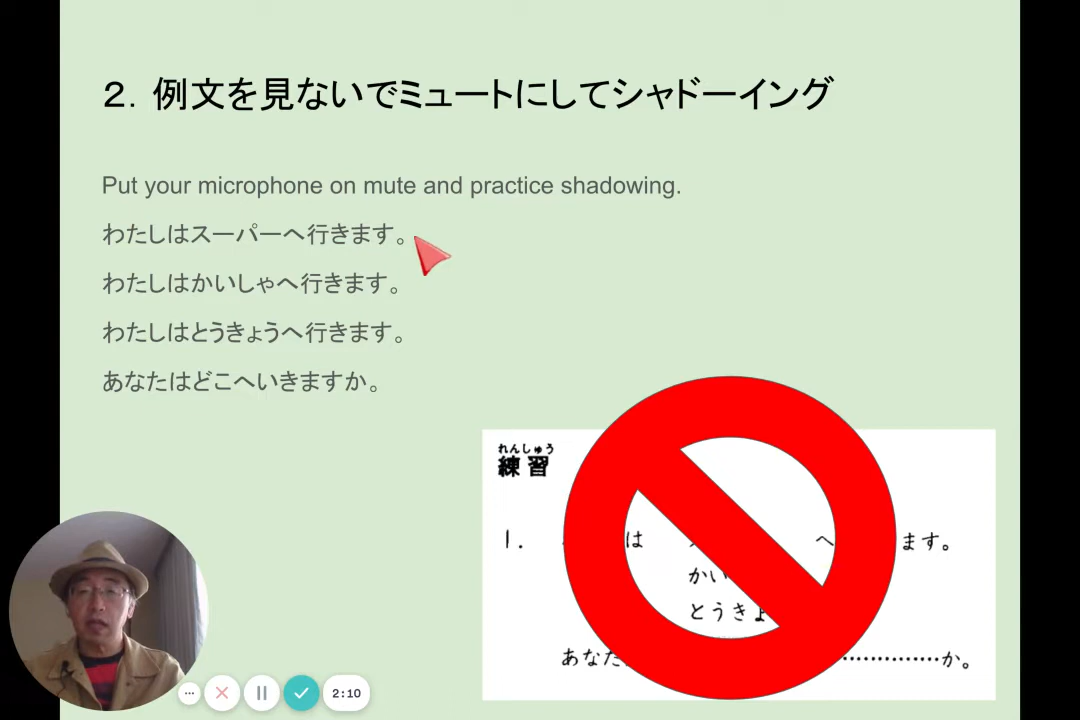 ２．例文を見ないでミュートにしてシャドーイング
Put your microphone on mute and practice shadowing.
わたしはスーパーへ行きます。
わたしはかいしゃへ行きます。
わたしはとうきょうへ行きます。
あなたはどこへいきますか。
れんしゅう
練習
1. は へ ます。
かい
とうきょ
あなた ……………か。
2:10